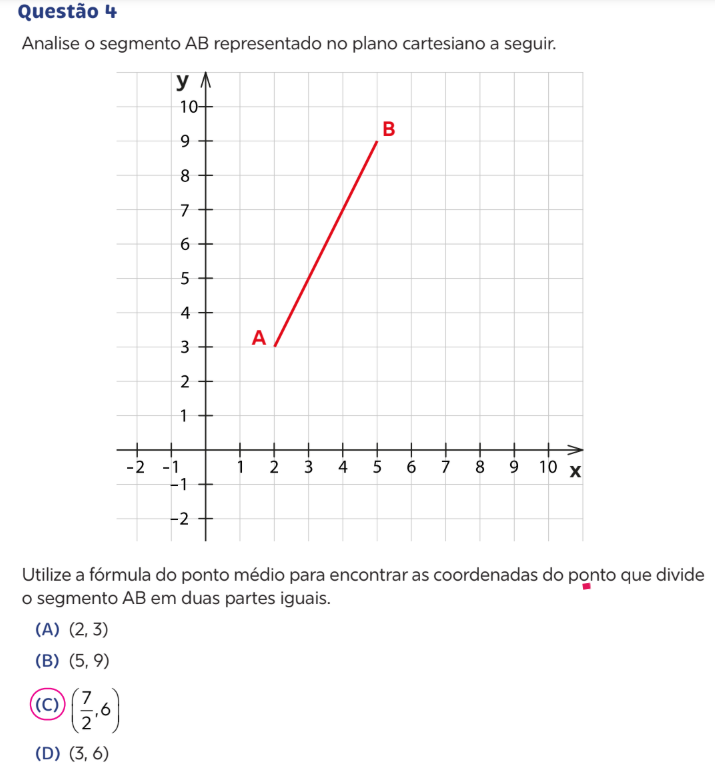 Questão 4
Analise o segmento AB representado no plano cartesiano a seguir.
y
10
9
B
8
7
6
5
4
A
3
2
1
-2 -1 1 2 3 4 5 6 7 8 9 10 x
-1
-2
Utilize a fórmula do ponto médio para encontrar as coordenadas do ponto que divide
o segmento AB em duas partes iguais.
(A) (2, 3)
(B) (5, 9)
(C) (7/2, 6)
(D) (3, 6)